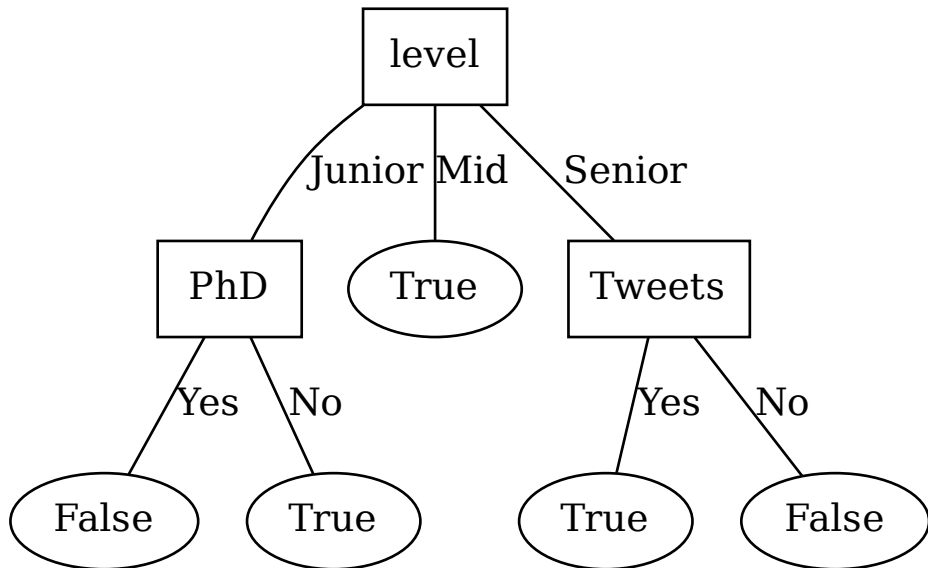 level
Junior
Mid
Senior
PhD
True
Tweets
Yes
No
Yes
No
False
True
True
False